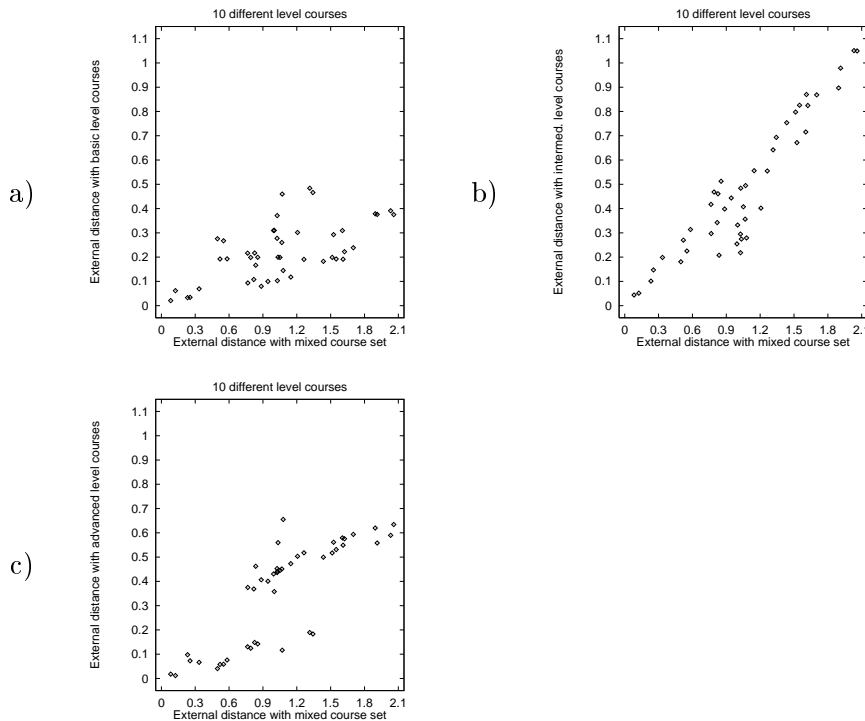 a)
10 different level courses
External distance with basic level courses
1.1
1
0.9
0.8
0.7
0.6
0.5
0.4
0.3
0.2
0.1
0
0 0.3 0.6 0.9 1.2 1.5 1.8 2.1
External distance with mixed course set
b)
10 different level courses
External distance with intermed. level courses
1.1
1
0.9
0.8
0.7
0.6
0.5
0.4
0.3
0.2
0.1
0
0 0.3 0.6 0.9 1.2 1.5 1.8 2.1
External distance with mixed course set
c)
10 different level courses
External distance with advanced level courses
1.1
1
0.9
0.8
0.7
0.6
0.5
0.4
0.3
0.2
0.1
0
0 0.3 0.6 0.9 1.2 1.5 1.8 2.1
External distance with mixed course set